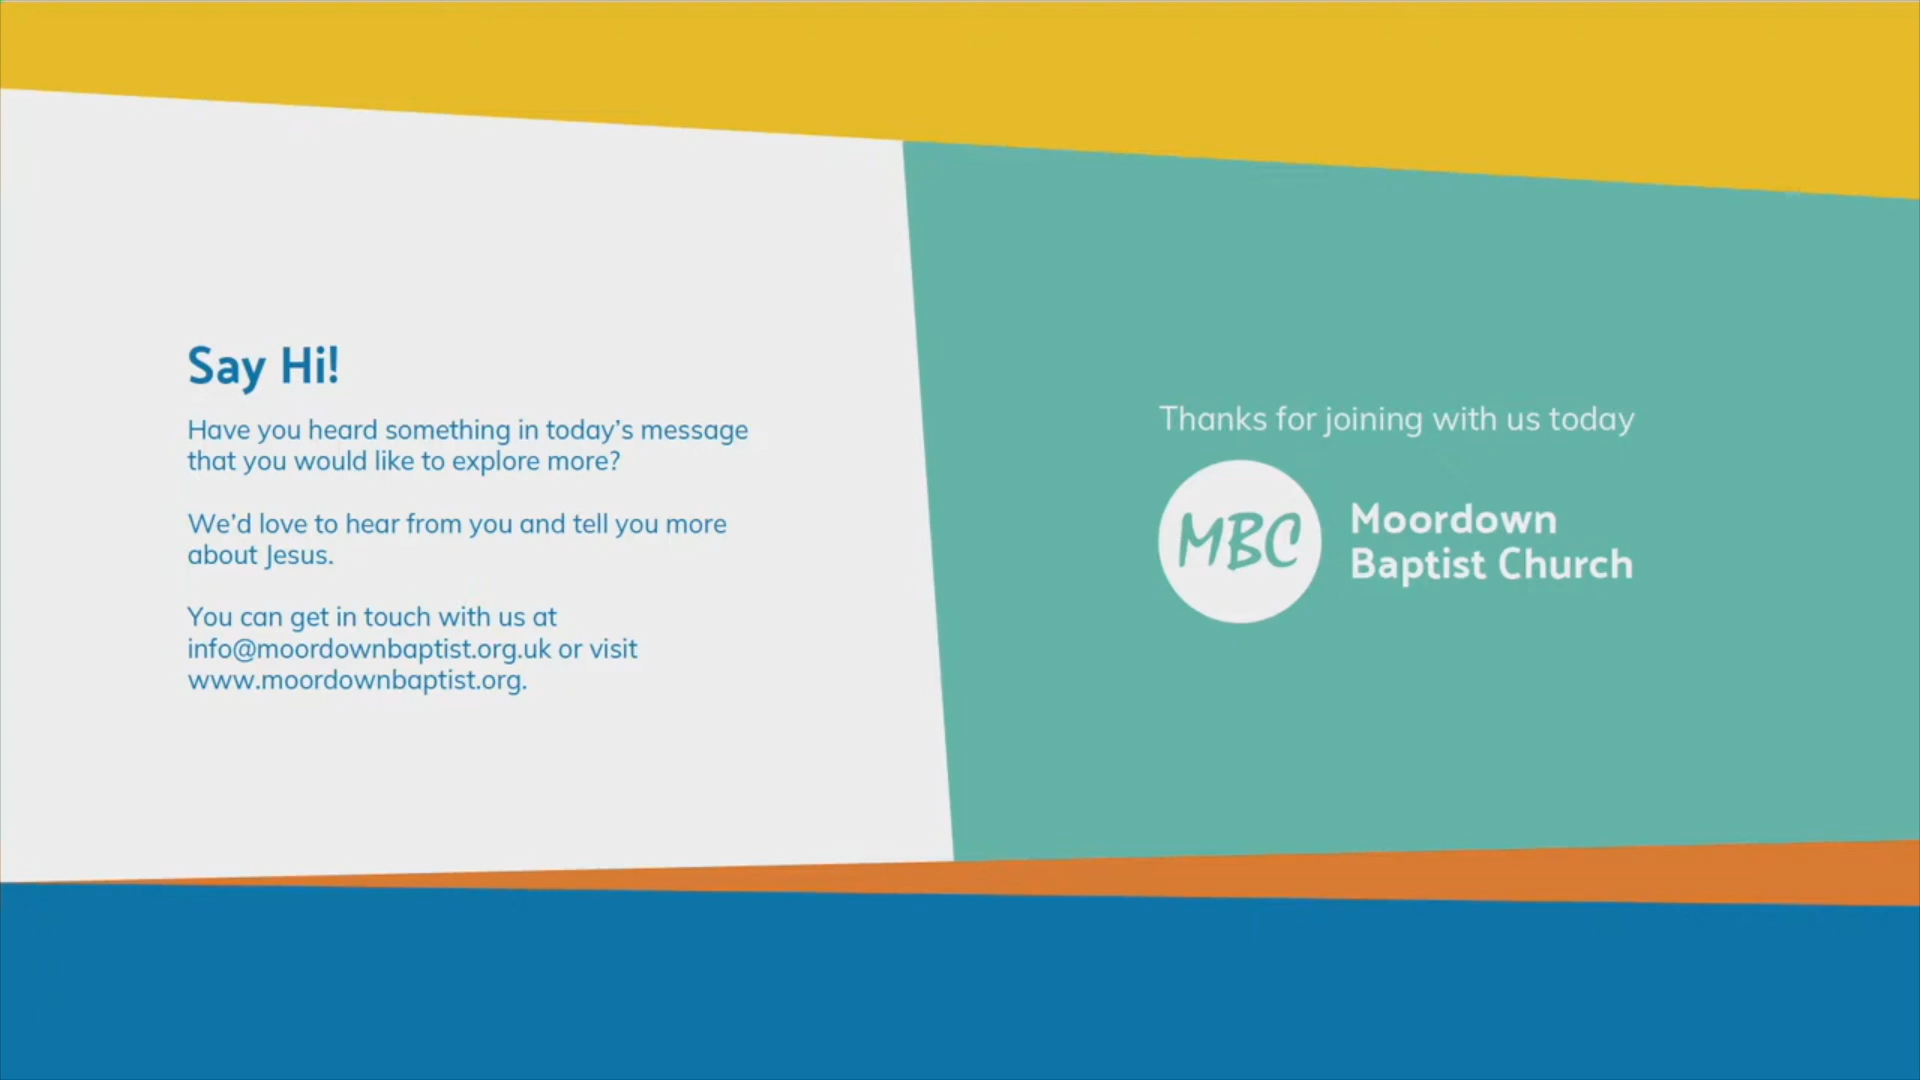 Say Hi!
Have you heard something in today’s message
that you would like to explore more?
We’d love to hear from you and tell you more
about Jesus.
You can get in touch with us at
info@moordownbaptist.org.uk or visit
www.moordownbaptist.org.
Thanks for joining with us today
MBC
Moordown
Baptist Church